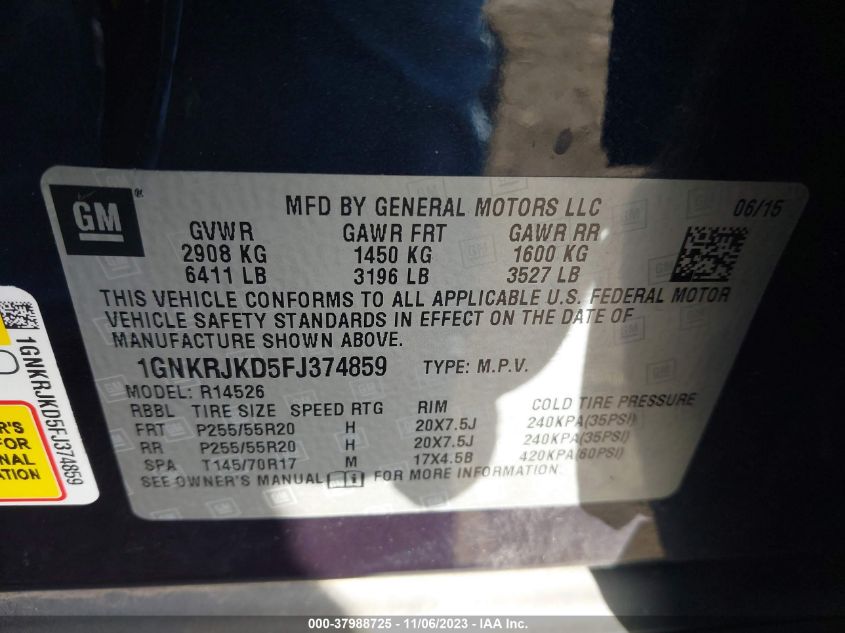 GM ®
MFD BY GENERAL MOTORS LLC 06/15
GVWR GAWR FRT GAWR RR
2908 KG 1450 KG 1600 KG
6411 LB 3196 LB 3527 LB
THIS VEHICLE CONFORMS TO ALL APPLICABLE U.S. FEDERAL MOTOR
VEHICLE SAFETY STANDARDS IN EFFECT ON THE DATE OF
MANUFACTURE SHOWN ABOVE.
1GNKRJKD5FJ374859 TYPE: M.P.V.
MODEL: R14526
RBBL TIRE SIZE SPEED RTG RIM COLD TIRE PRESSURE
FRT P255/55R20 H 20X7.5J 240KPA(35PSI)
RR P255/55R20 H 20X7.5J 240KPA(35PSI)
SPA T145/70R17 M 17X4.5B 420KPA(60PSI)
SEE OWNER'S MANUAL FOR MORE INFORMATION
1GNKRJKD5FJ374859
R'S
FOR
NAL
ATION
000-37988725 - 11/06/2023 - IAA Inc.